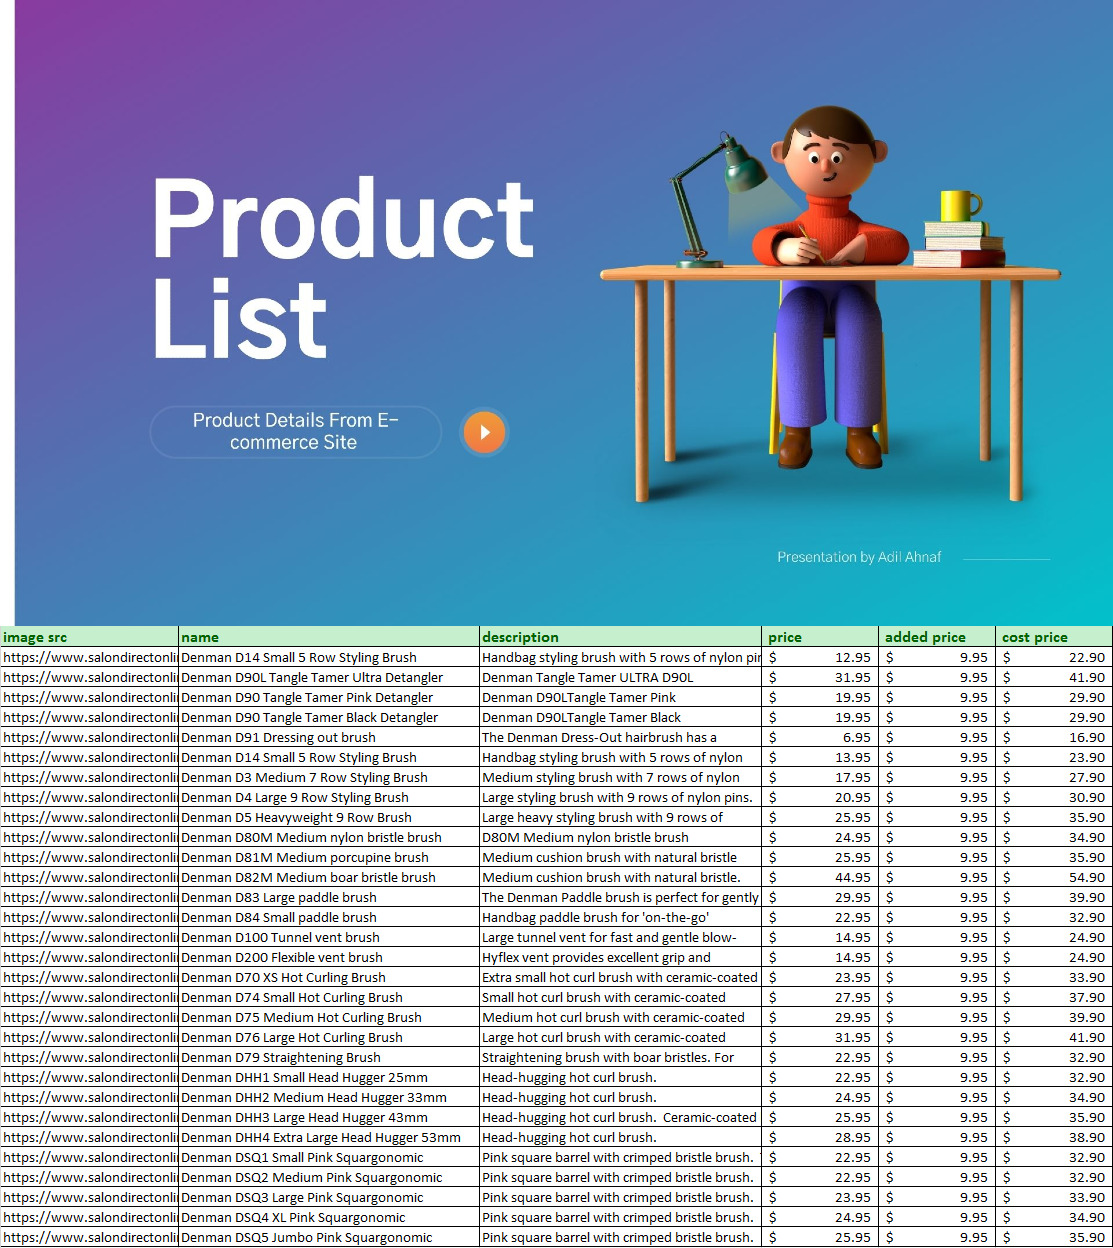 Product
List
Product Details From E-
commerce Site
Presentation by Adil Ahnaf
image src name description price added price cost price
https://www.salondirectonli Denman D14 Small 5 Row Styling Brush Handbag styling brush with 5 rows of nylon pin $ 12.95 $ 9.95 $ 22.90
https://www.salondirectonli Denman D90L Tangle Tamer Ultra Detangler Denman Tangle Tamer ULTRA D90L $ 31.95 $ 9.95 $ 41.90
https://www.salondirectonli Denman D90 Tangle Tamer Pink Detangler Denman D90LTangle Tamer Pink $ 19.95 $ 9.95 $ 29.90
https://www.salondirectonli Denman D90 Tangle Tamer Black Detangler Denman D90LTangle Tamer Black $ 19.95 $ 9.95 $ 29.90
https://www.salondirectonli Denman D91 Dressing out brush The Denman Dress-Out hairbrush has a $ 6.95 $ 9.95 $ 16.90
https://www.salondirectonli Denman D14 Small 5 Row Styling Brush Handbag styling brush with 5 rows of nylon $ 13.95 $ 9.95 $ 23.90
https://www.salondirectonli Denman D3 Medium 7 Row Styling Brush Medium styling brush with 7 rows of nylon $ 17.95 $ 9.95 $ 27.90
https://www.salondirectonli Denman D4 Large 9 Row Styling Brush Large styling brush with 9 rows of nylon pins. $ 20.95 $ 9.95 $ 30.90
https://www.salondirectonli Denman D5 Heavyweight 9 Row Brush Large heavy styling brush with 9 rows of $ 25.95 $ 9.95 $ 35.90
https://www.salondirectonli Denman D80M Medium nylon bristle brush D80M Medium nylon bristle brush $ 24.95 $ 9.95 $ 34.90
https://www.salondirectonli Denman D81M Medium porcupine brush Medium cushion brush with natural bristle $ 25.95 $ 9.95 $ 35.90
https://www.salondirectonli Denman D82M Medium boar bristle brush Medium cushion brush with natural bristle. $ 44.95 $ 9.95 $ 54.90
https://www.salondirectonli Denman D83 Large paddle brush The Denman Paddle brush is perfect for gently $ 29.95 $ 9.95 $ 39.90
https://www.salondirectonli Denman D84 Small paddle brush Handbag paddle brush for 'on-the-go' $ 22.95 $ 9.95 $ 32.90
https://www.salondirectonli Denman D100 Tunnel vent brush Large tunnel vent for fast and gentle blow- $ 14.95 $ 9.95 $ 24.90
https://www.salondirectonli Denman D200 Flexible vent brush Hyflex vent provides excellent grip and $ 14.95 $ 9.95 $ 24.90
https://www.salondirectonli Denman D70 XS Hot Curling Brush Extra small hot curl brush with ceramic-coated $ 23.95 $ 9.95 $ 33.90
https://www.salondirectonli Denman D74 Small Hot Curling Brush Small hot curl brush with ceramic-coated $ 27.95 $ 9.95 $ 37.90
https://www.salondirectonli Denman D75 Medium Hot Curling Brush Medium hot curl brush with ceramic-coated $ 29.95 $ 9.95 $ 39.90
https://www.salondirectonli Denman D76 Large Hot Curling Brush Large hot curl brush with ceramic-coated $ 31.95 $ 9.95 $ 41.90
https://www.salondirectonli Denman D79 Straightening Brush Straightening brush with boar bristles. For $ 22.95 $ 9.95 $ 32.90
https://www.salondirectonli Denman DHH1 Small Head Hugger 25mm Head-hugging hot curl brush. $ 22.95 $ 9.95 $ 32.90
https://www.salondirectonli Denman DHH2 Medium Head Hugger 33mm Head-hugging hot curl brush. $ 24.95 $ 9.95 $ 34.90
https://www.salondirectonli Denman DHH3 Large Head Hugger 43mm Head-hugging hot curl brush. Ceramic-coated $ 25.95 $ 9.95 $ 35.90
https://www.salondirectonli Denman DHH4 Extra Large Head Hugger 53mm Head-hugging hot curl brush. $ 28.95 $ 9.95 $ 38.90
https://www.salondirectonli Denman DSQ1 Small Pink Squargonomic Pink square barrel with crimped bristle brush. $ 22.95 $ 9.95 $ 32.90
https://www.salondirectonli Denman DSQ2 Medium Pink Squargonomic Pink square barrel with crimped bristle brush. $ 22.95 $ 9.95 $ 32.90
https://www.salondirectonli Denman DSQ3 Large Pink Squargonomic Pink square barrel with crimped bristle brush. $ 23.95 $ 9.95 $ 33.90
https://www.salondirectonli Denman DSQ4 XL Pink Squargonomic Pink square barrel with crimped bristle brush. $ 24.95 $ 9.95 $ 34.90
https://www.salondirectonli Denman DSQ5 Jumbo Pink Squargonomic Pink square barrel with crimped bristle brush. $ 25.95 $ 9.95 $ 35.90